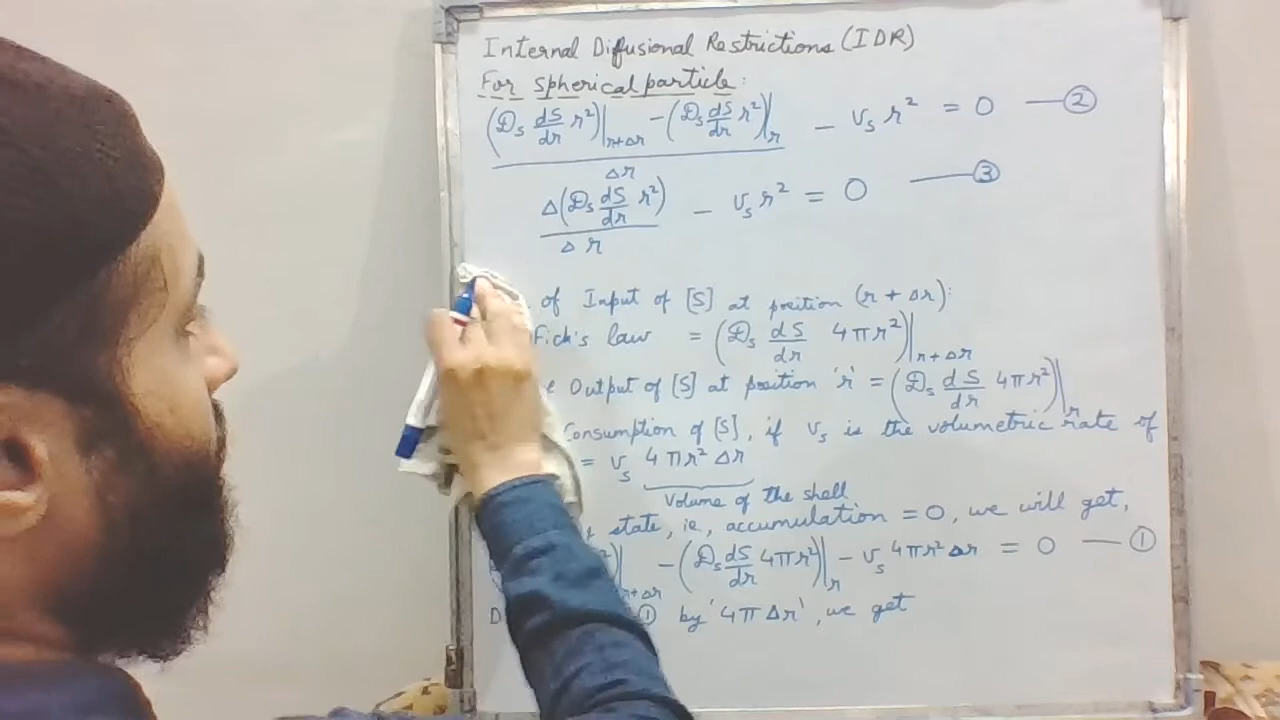 Internal Diffusional Restrictions (IDR)
For spherical particle:
((𝒟s dS/dr r²)|r+Δr − (𝒟s dS/dr r²)|r)/Δr − vs r² = 0 — ②
Δ(𝒟s dS/dr r²)/Δr − vs r² = 0 — ③
of Input of [S] at position (r + Δr):
Fick's law = (𝒟s dS/dr 4πr²)|r+Δr
Output of [S] at position 'r' = (𝒟s dS/dr 4πr²)|r
Consumption of [S], if vs is the volumetric rate of
= vs 4πr² Δr
Volume of the shell
state, ie, accumulation = 0, we will get,
²)|r+Δr − (𝒟s dS/dr 4πr²)|r − vs 4πr² Δr = 0 — ①
① by '4πΔr', we get